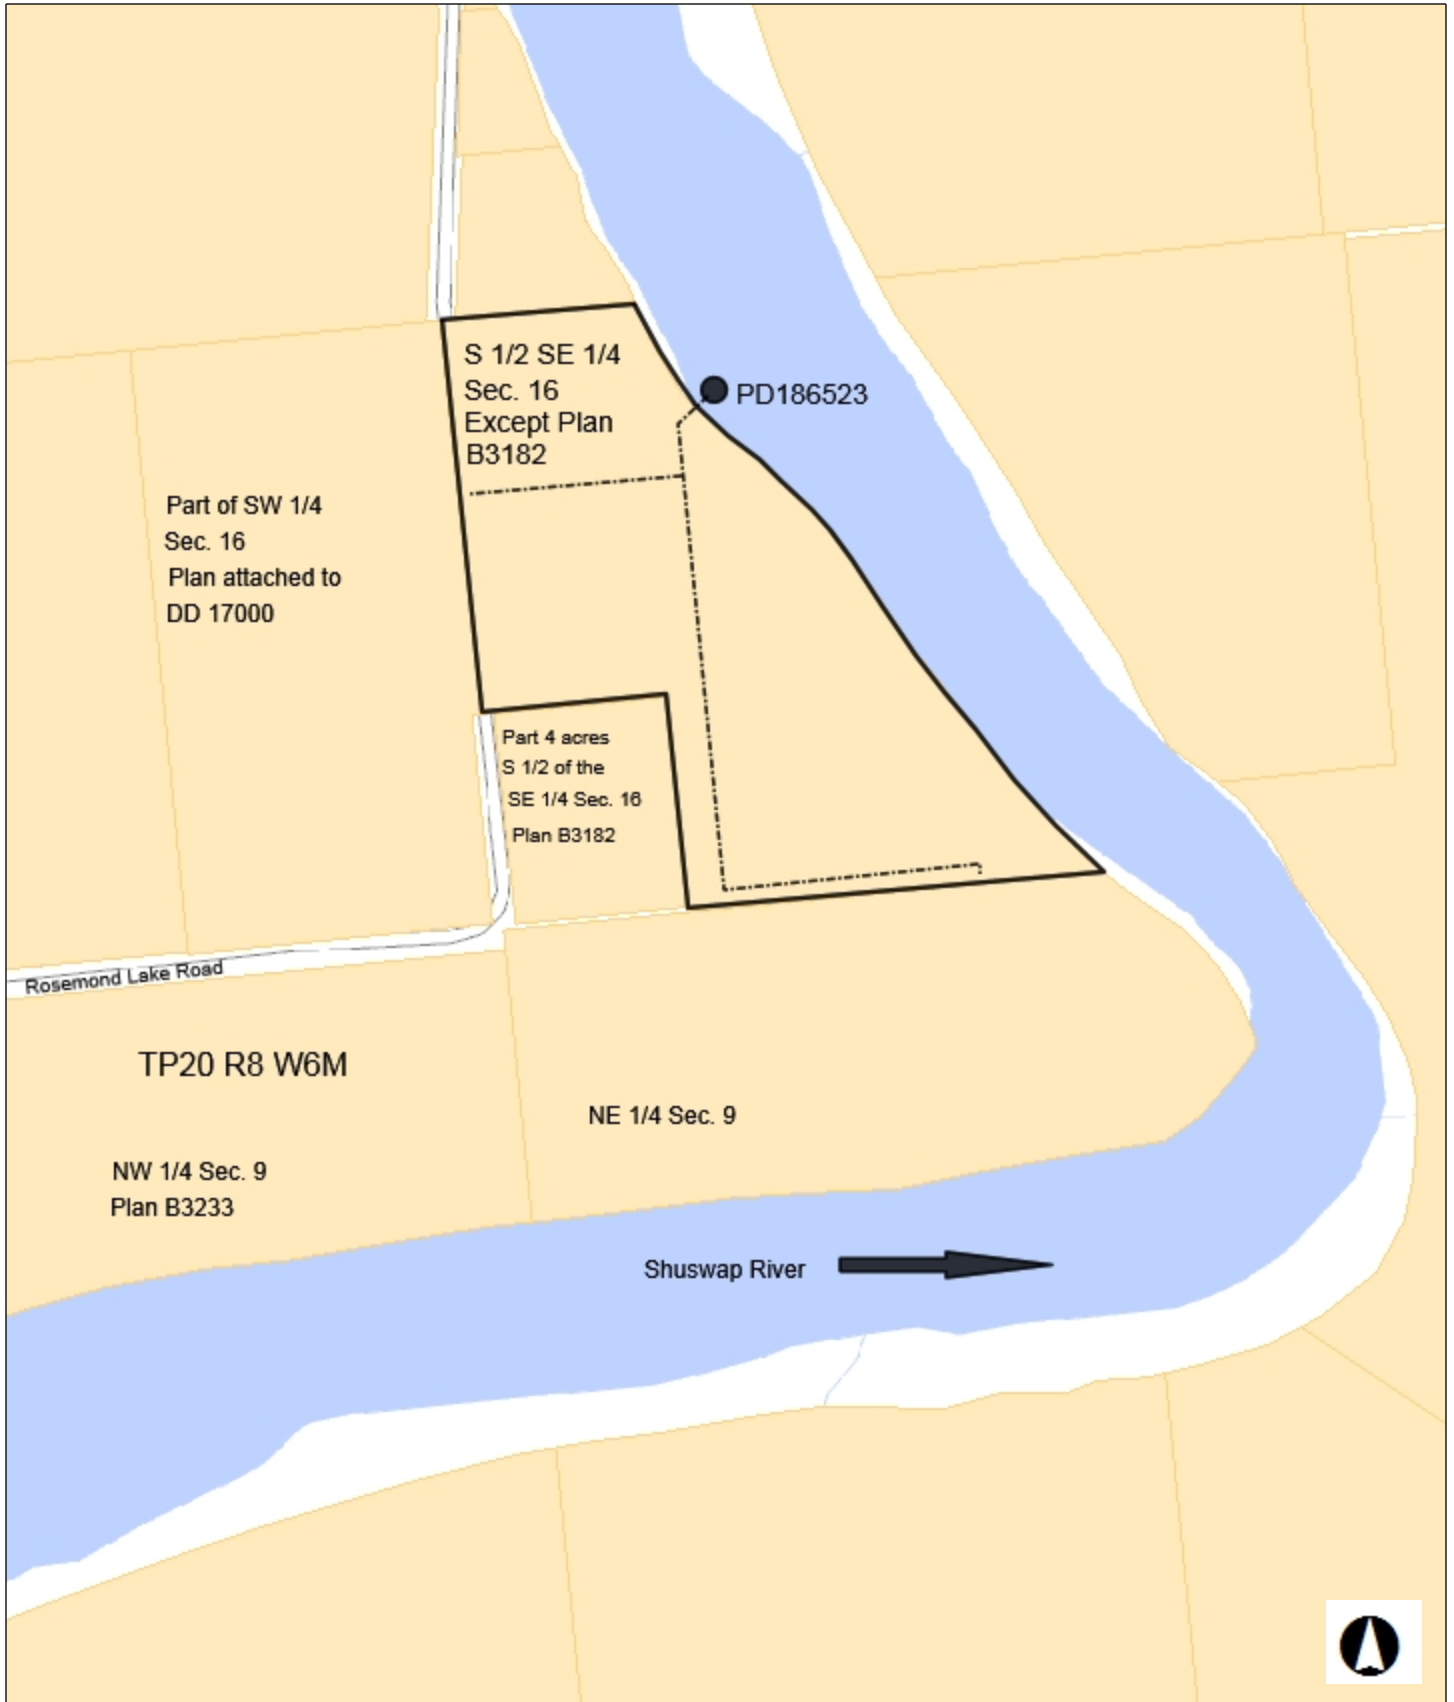 S 1/2 SE 1/4
Sec. 16
Except Plan
B3182
PD186523
Part of SW 1/4
Sec. 16
Plan attached to
DD 17000
Part 4 acres
S 1/2 of the
SE 1/4 Sec. 16
Plan B3182
Rosemond Lake Road
TP20 R8 W6M
NE 1/4 Sec. 9
NW 1/4 Sec. 9
Plan B3233
Shuswap River